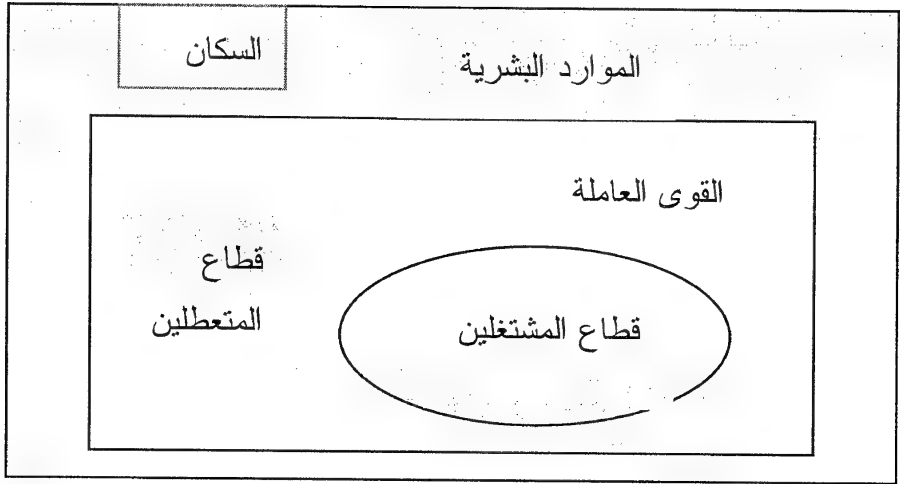 السكان
الموارد البشرية
القوى العاملة
قطاع
المتعطلين
قطاع المشتغلين